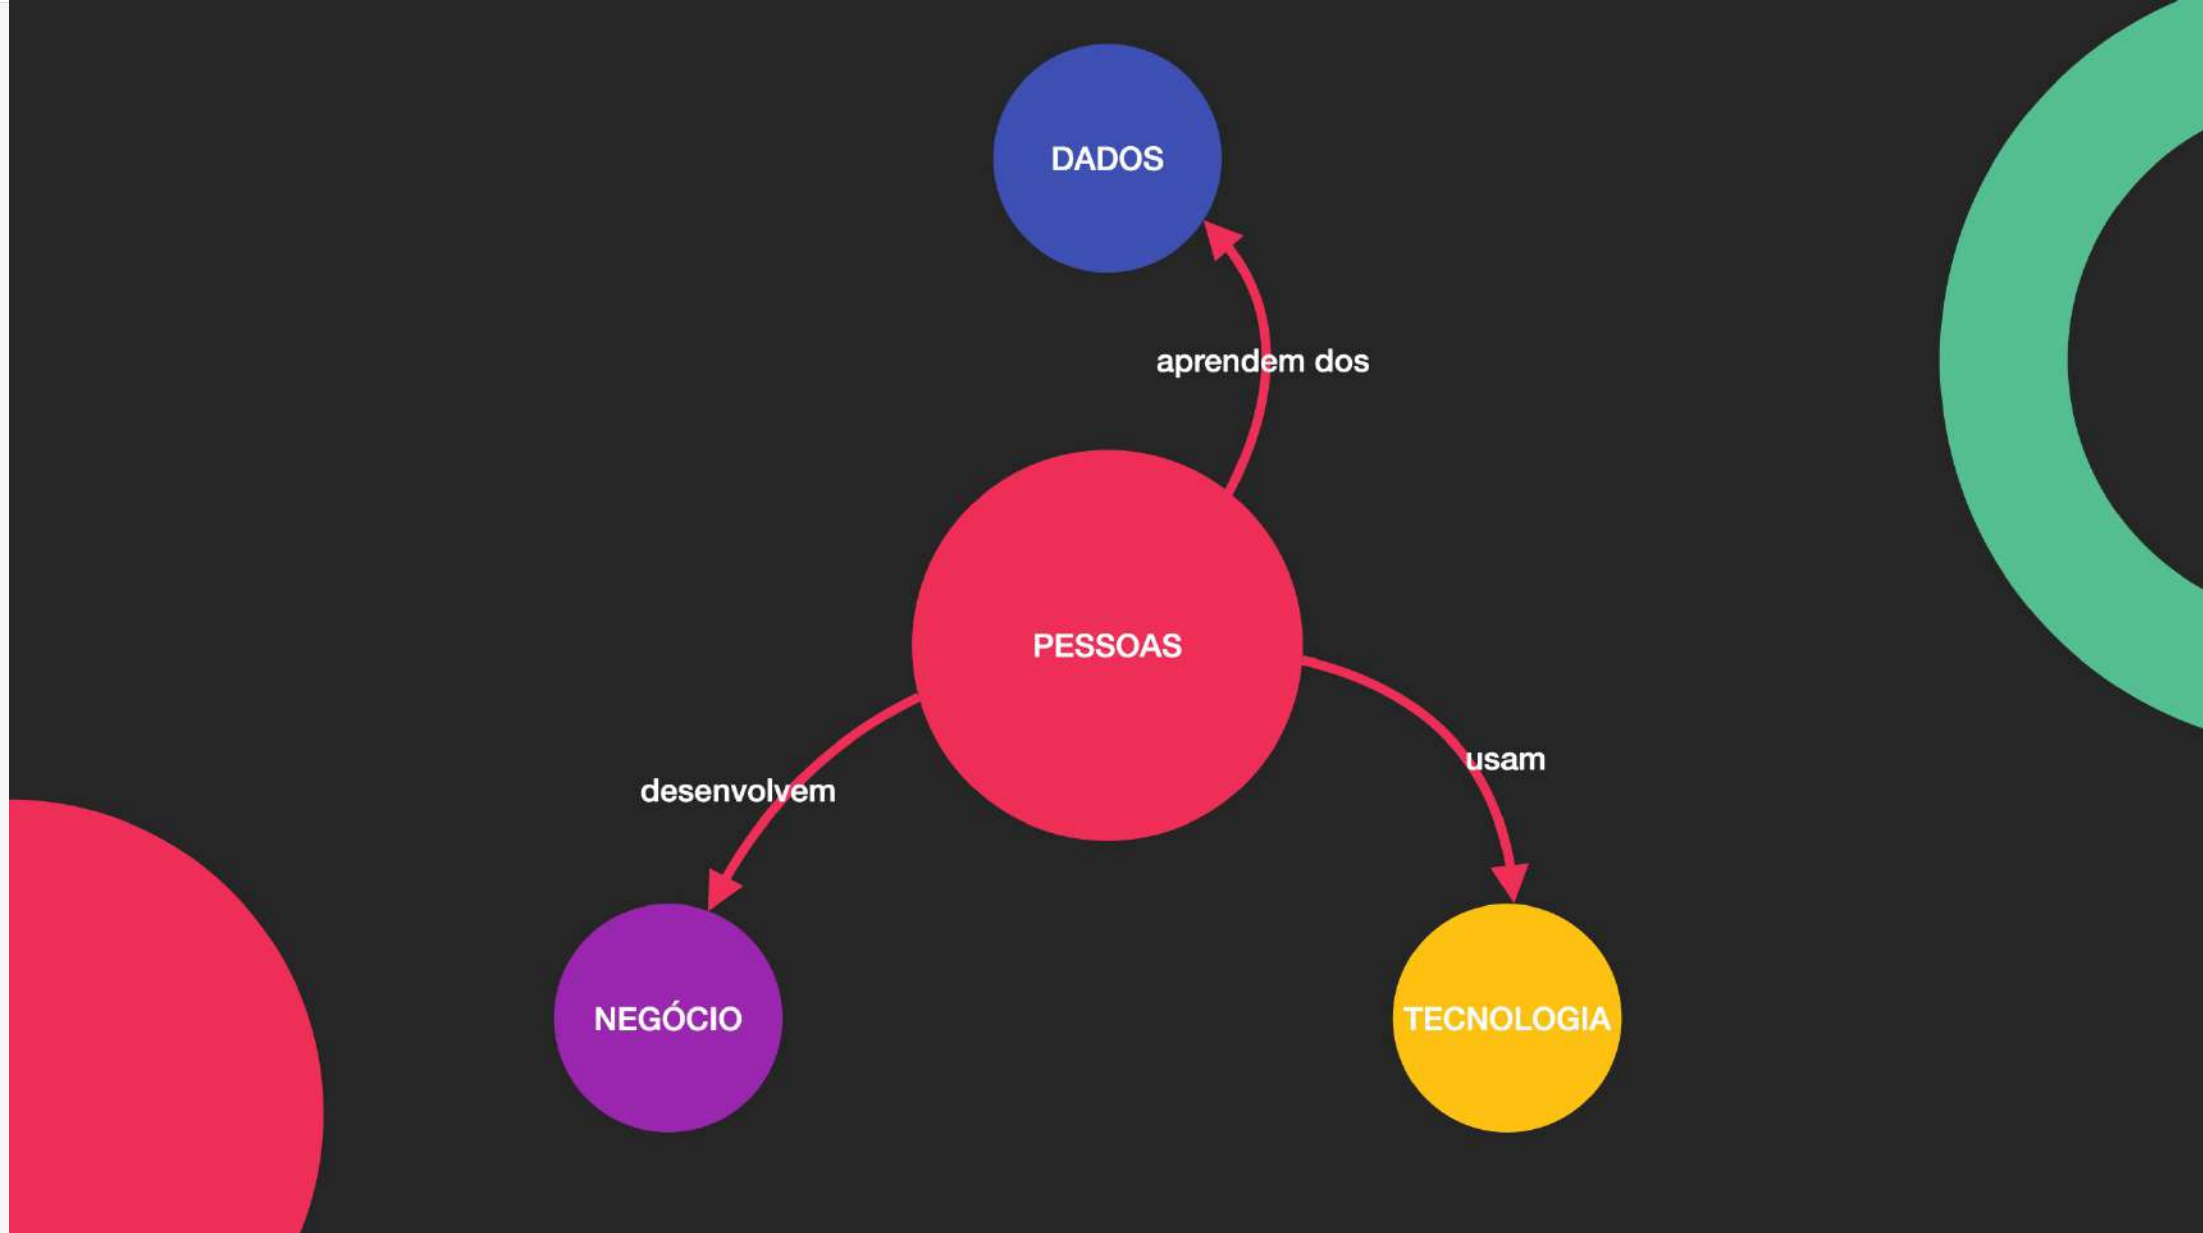 DADOS
aprendem dos
PESSOAS
usam
desenvolvem
NEGÓCIO
TECNOLOGIA